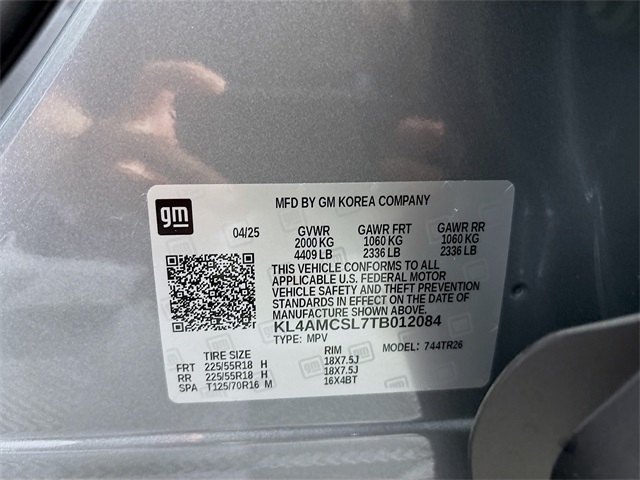 MFD BY GM KOREA COMPANY
gm
04/25 GVWR GAWR FRT GAWR RR
2000 KG 1060 KG 1060 KG
4409 LB 2336 LB 2336 LB
THIS VEHICLE CONFORMS TO ALL
APPLICABLE U.S. FEDERAL MOTOR
VEHICLE SAFETY AND THEFT PREVENTION
STANDARDS IN EFFECT ON THE DATE OF
MANUFACTURE SHOWN ABOVE.
KL4AMCSL7TB012084
TYPE: MPV MODEL: 744TR26
TIRE SIZE RIM
FRT 225/55R18 H 18X7.5J
RR 225/55R18 H 18X7.5J
SPA T125/70R16 M 16X4BT